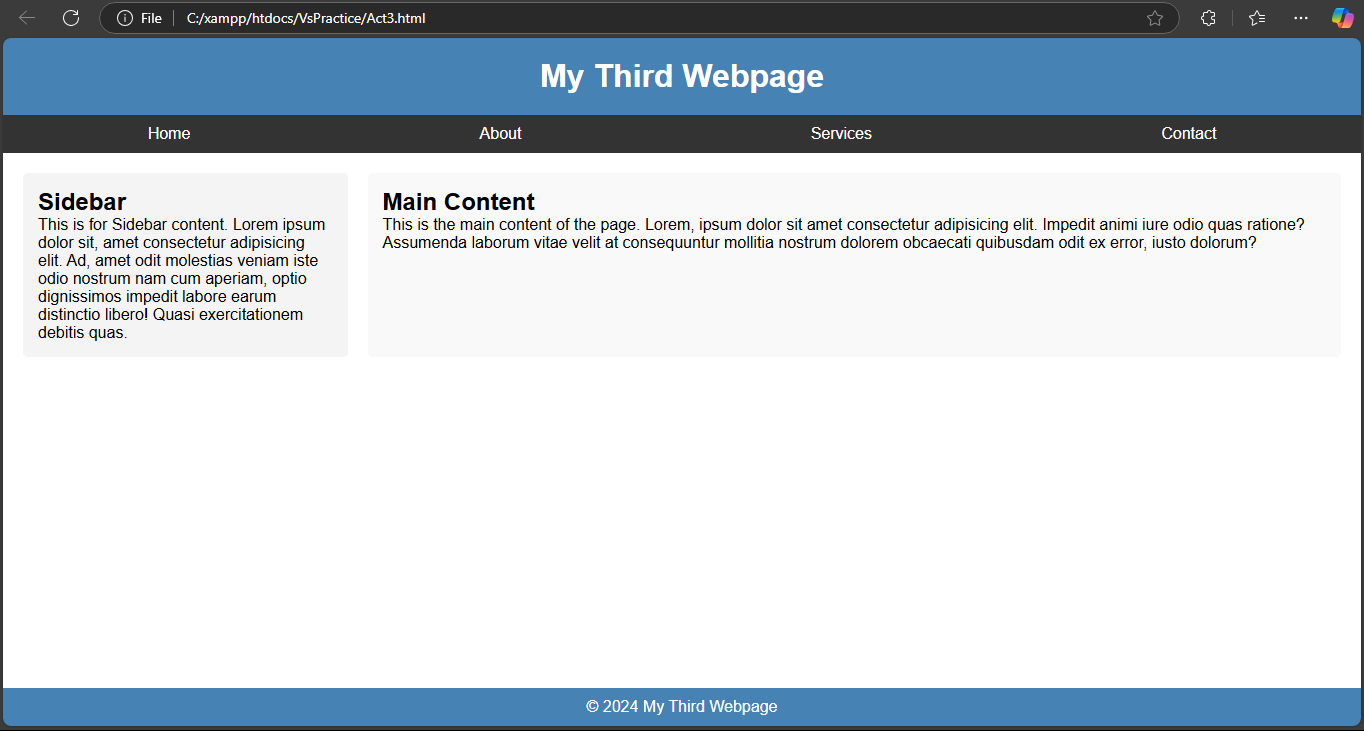 File C:/xampp/htdocs/VsPractice/Act3.html
My Third Webpage
Home About Services Contact
Sidebar
This is for Sidebar content. Lorem ipsum
dolor sit, amet consectetur adipisicing
elit. Ad, amet odit molestias veniam iste
odio nostrum nam cum aperiam, optio
dignissimos impedit labore earum
distinctio libero! Quasi exercitationem
debitis quas.
Main Content
This is the main content of the page. Lorem, ipsum dolor sit amet consectetur adipisicing elit. Impedit animi iure odio quas ratione?
Assumenda laborum vitae velit at consequuntur mollitia nostrum dolorem obcaecati quibusdam odit ex error, iusto dolorum?
© 2024 My Third Webpage